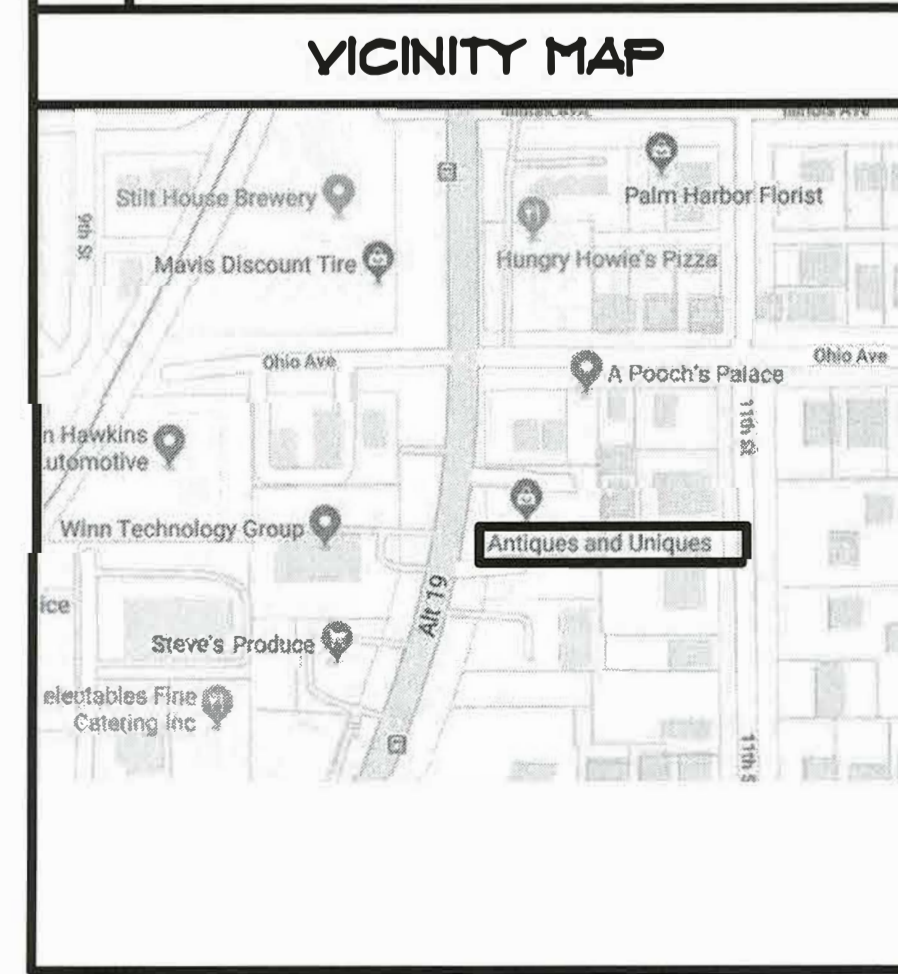 VICINITY MAP
Illinois Ave
Palm Harbor Florist
Stilt House Brewery
9th St
Mavis Discount Tire
Hungry Howie's Pizza
Ohio Ave
Ohio Ave
A Pooch's Palace
11th St
n Hawkins
utomotive
Antiques and Uniques
Winn Technology Group
Alt 19
ice
Steve's Produce
electables Fine
Catering Inc
11th S